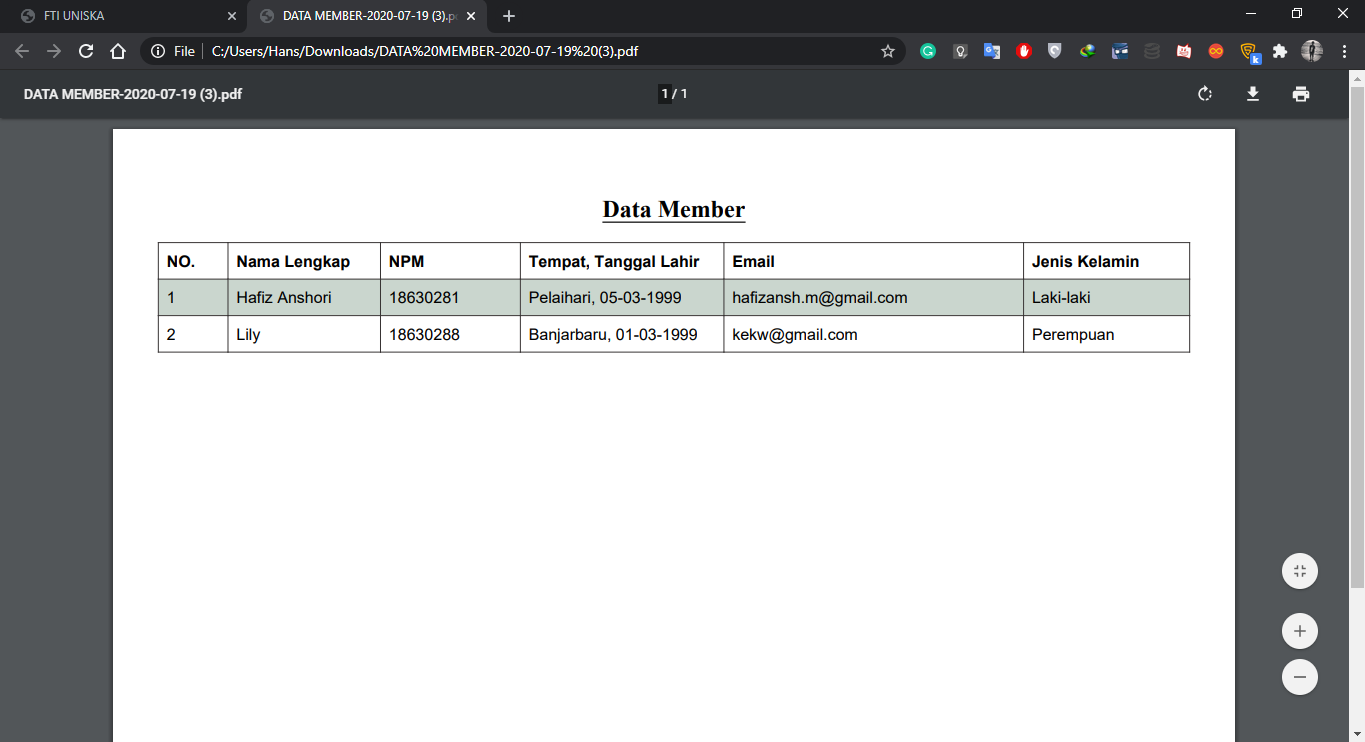 FTI UNISKA
DATA MEMBER-2020-07-19 (3).p
File
C:/Users/Hans/Downloads/DATA%20MEMBER-2020-07-19%20(3).pdf
DATA MEMBER-2020-07-19 (3).pdf
1 / 1
Data Member
NO. Nama Lengkap NPM Tempat, Tanggal Lahir Email Jenis Kelamin
1 Hafiz Anshori 18630281 Pelaihari, 05-03-1999 hafizansh.m@gmail.com Laki-laki
2 Lily 18630288 Banjarbaru, 01-03-1999 kekw@gmail.com Perempuan